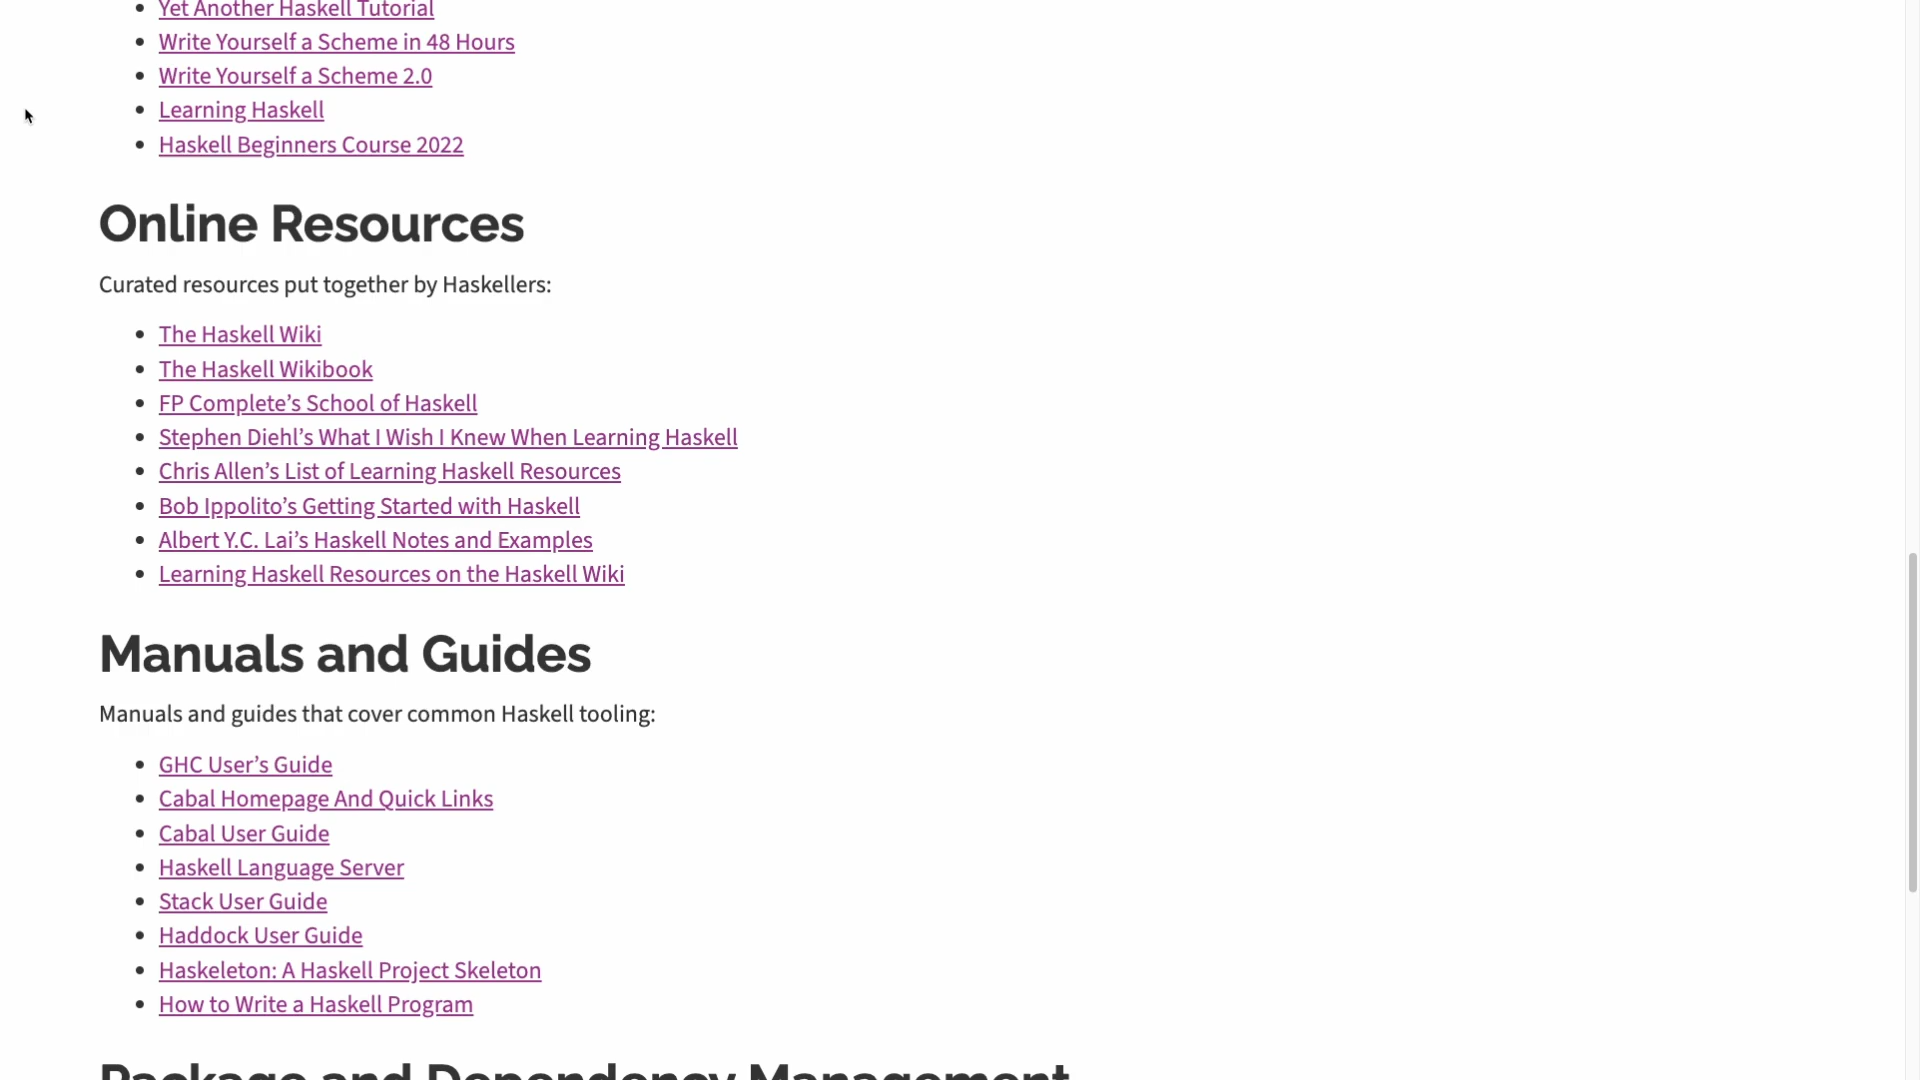 Yet Another Haskell Tutorial
Write Yourself a Scheme in 48 Hours
Write Yourself a Scheme 2.0
Learning Haskell
Haskell Beginners Course 2022
Online Resources
Curated resources put together by Haskellers:
The Haskell Wiki
The Haskell Wikibook
FP Complete’s School of Haskell
Stephen Diehl’s What I Wish I Knew When Learning Haskell
Chris Allen’s List of Learning Haskell Resources
Bob Ippolito’s Getting Started with Haskell
Albert Y.C. Lai’s Haskell Notes and Examples
Learning Haskell Resources on the Haskell Wiki
Manuals and Guides
Manuals and guides that cover common Haskell tooling:
GHC User’s Guide
Cabal Homepage And Quick Links
Cabal User Guide
Haskell Language Server
Stack User Guide
Haddock User Guide
Haskeleton: A Haskell Project Skeleton
How to Write a Haskell Program
Package and Dependency Management